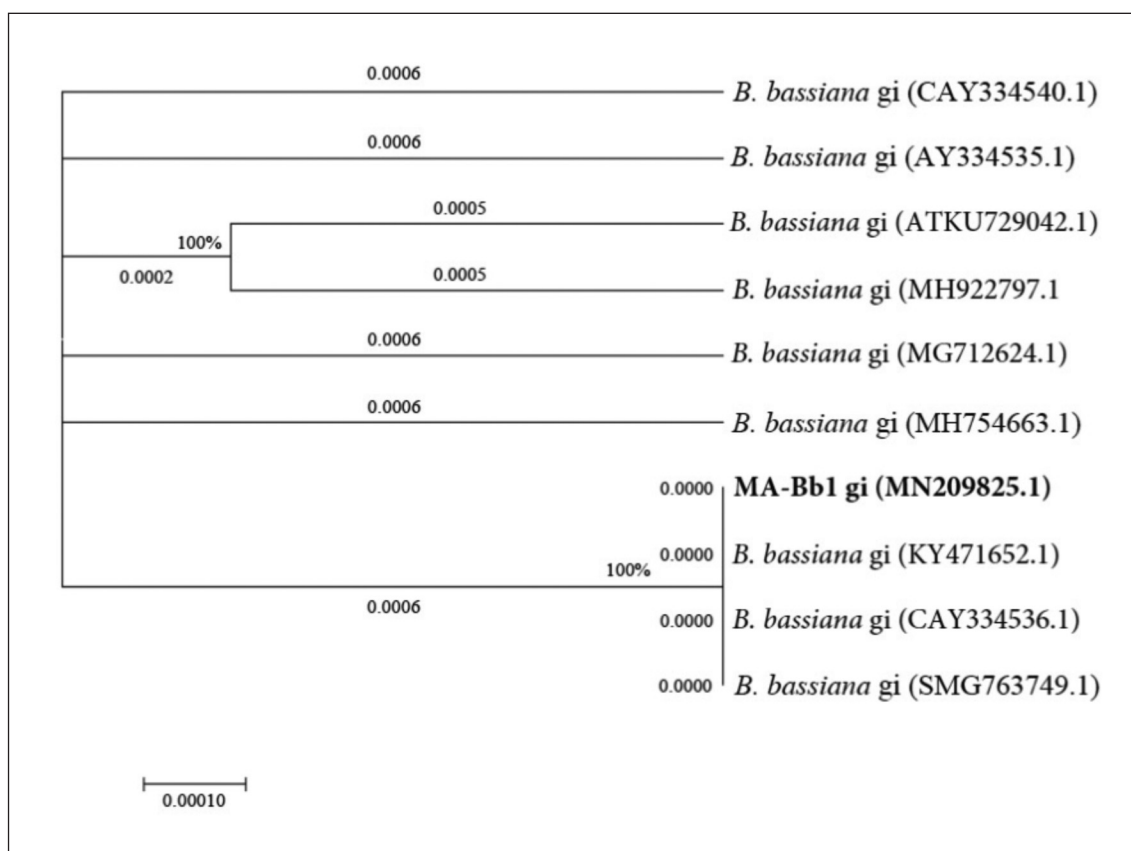 0.0006
B. bassiana gi (CAY334540.1)
0.0006
B. bassiana gi (AY334535.1)
0.0005
B. bassiana gi (ATKU729042.1)
100%
0.0002
0.0005
B. bassiana gi (MH922797.1
0.0006
B. bassiana gi (MG712624.1)
0.0006
B. bassiana gi (MH754663.1)
0.0000 MA-Bb1 gi (MN209825.1)
0.0000 B. bassiana gi (KY471652.1)
100%
0.0006
0.0000 B. bassiana gi (CAY334536.1)
0.0000 B. bassiana gi (SMG763749.1)
0.00010